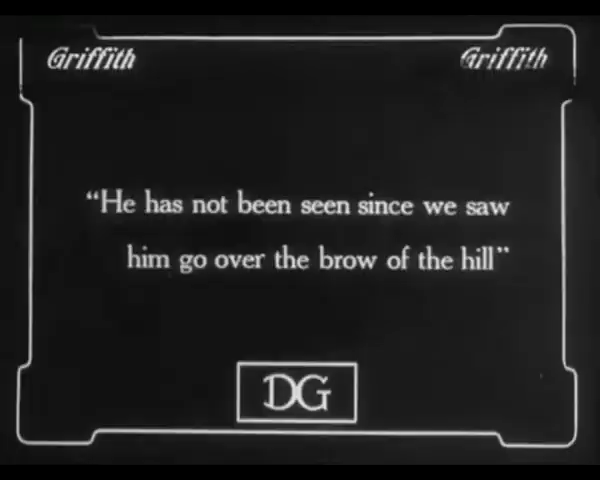 Griffith Griffith
“He has not been seen since we saw
him go over the brow of the hill”
DG